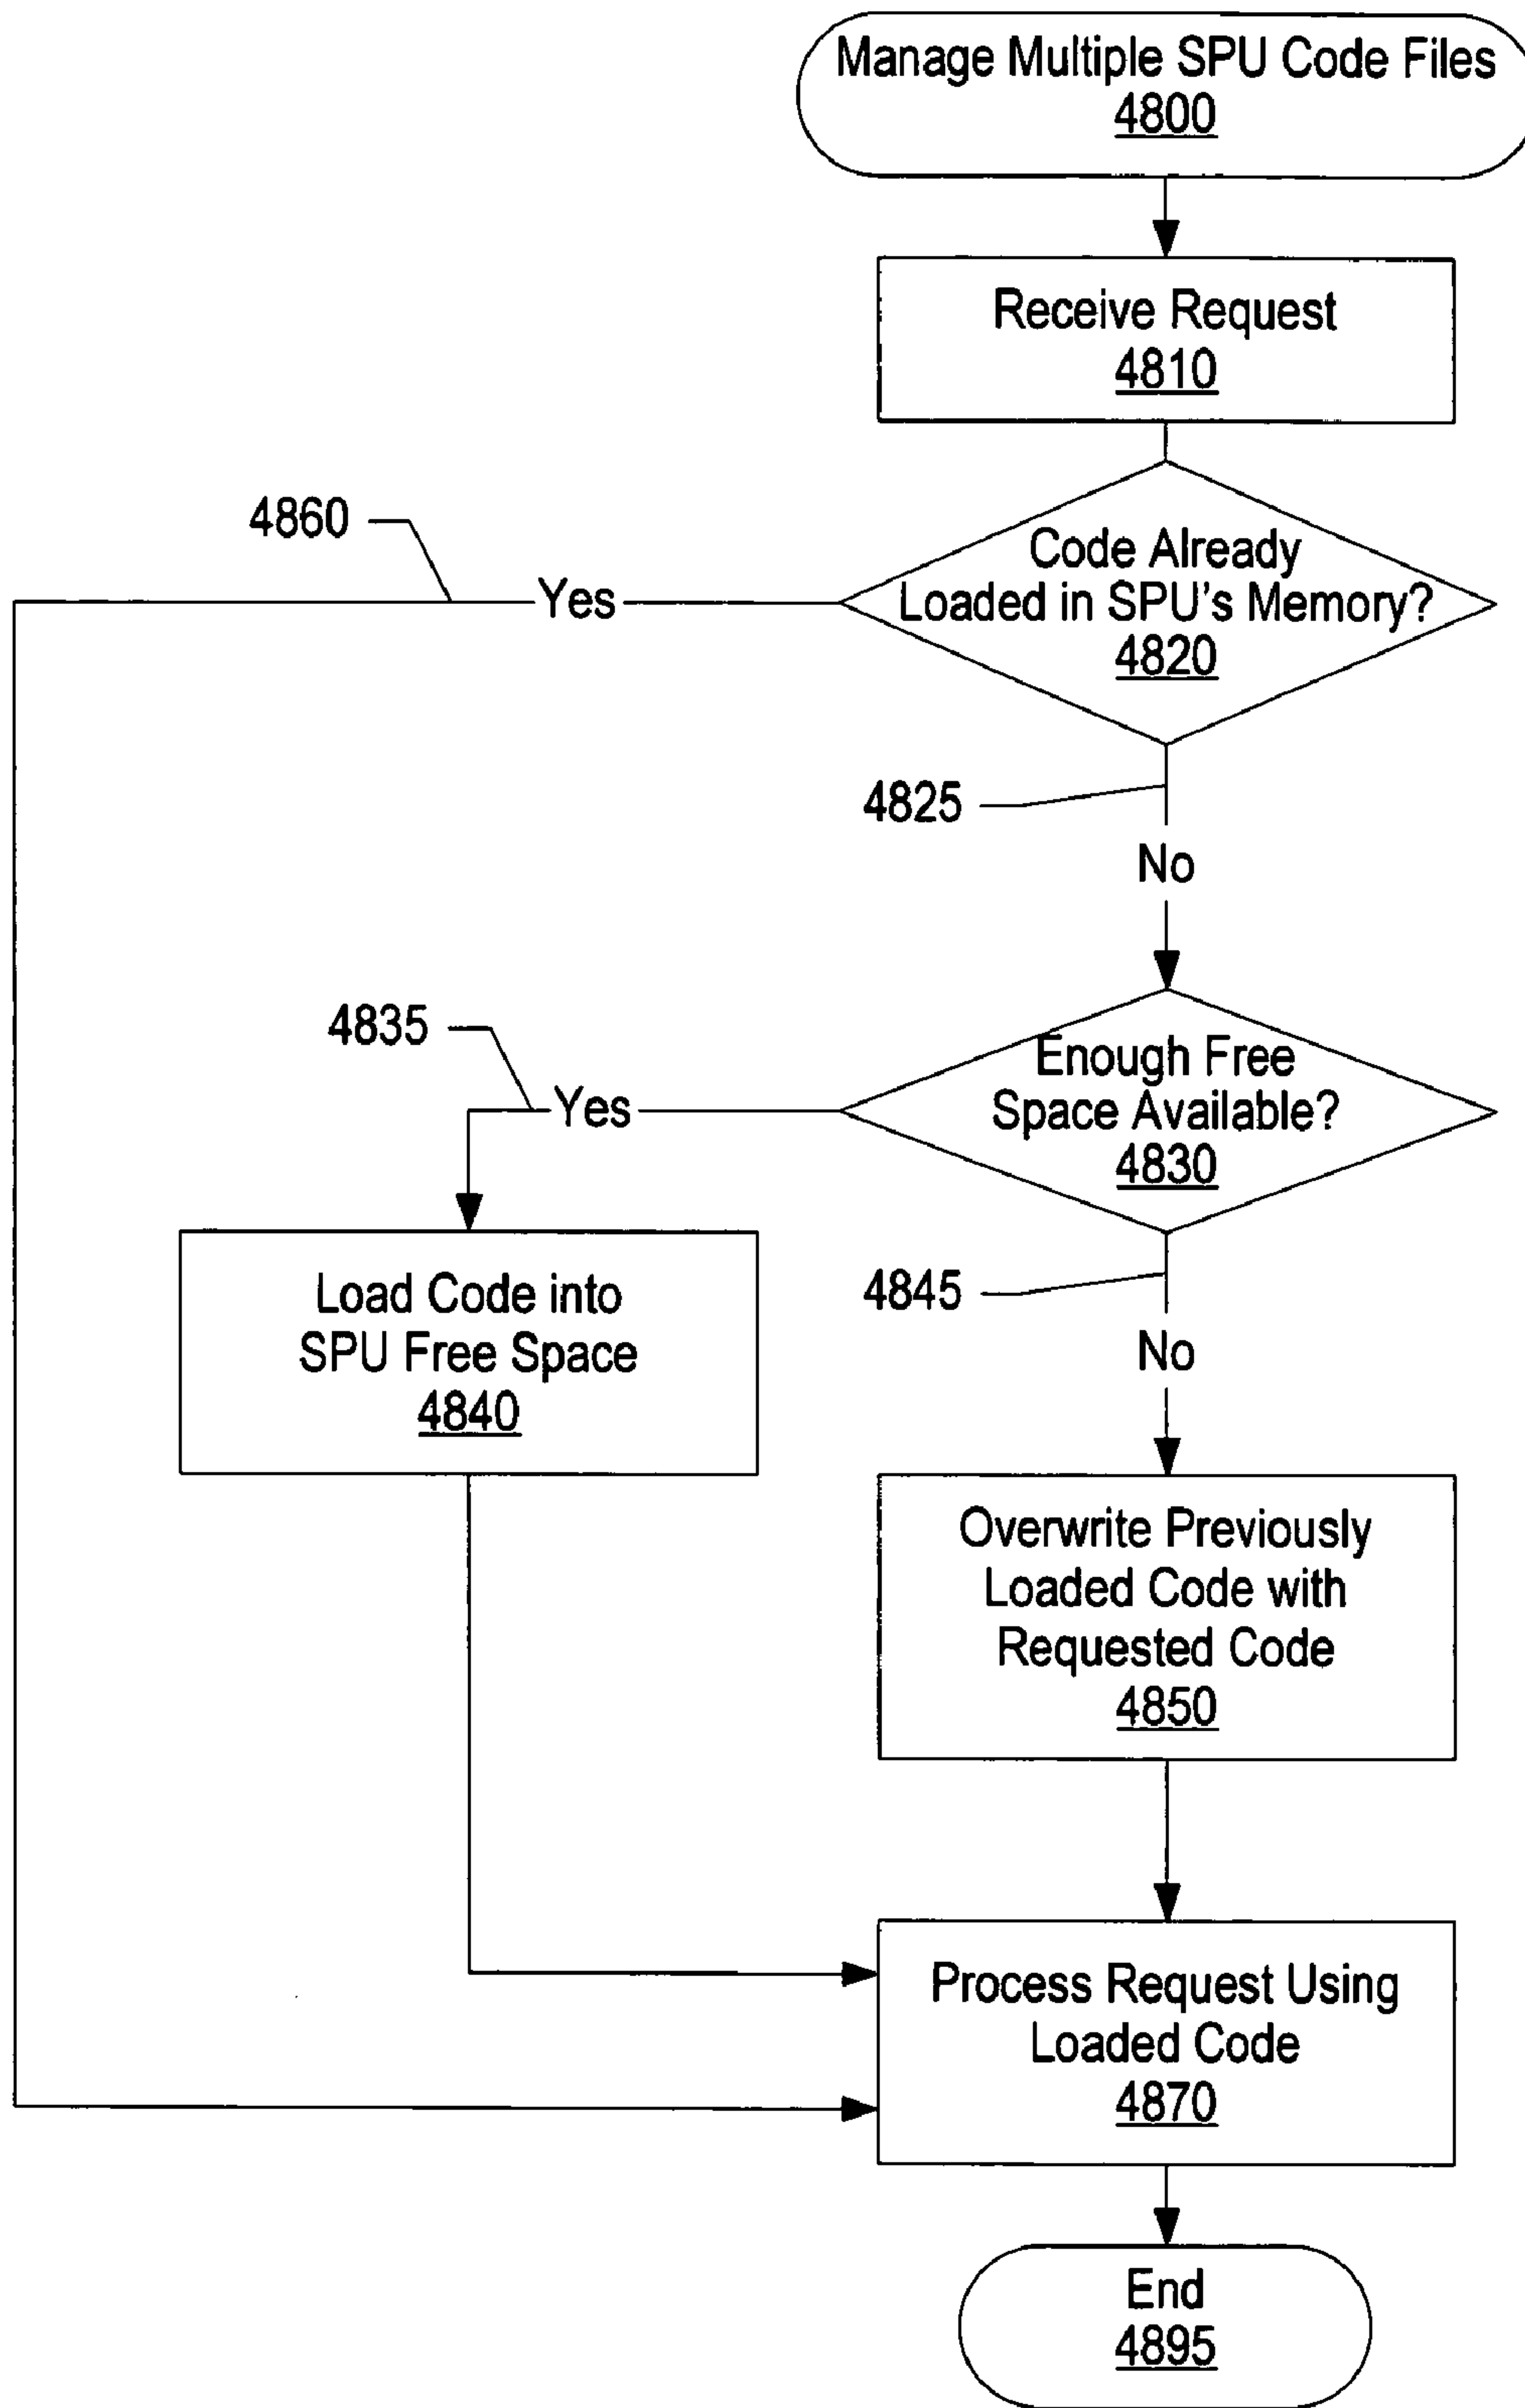 Manage Multiple SPU Code Files
4800
Receive Request
4810
4860
Code Already
Yes
Loaded in SPU's Memory?
4820
4825
No
4835
Enough Free
Yes
Space Available?
4830
Load Code into
SPU Free Space
4840
4845
No
Overwrite Previously
Loaded Code with
Requested Code
4850
Process Request Using
Loaded Code
4870
End
4895